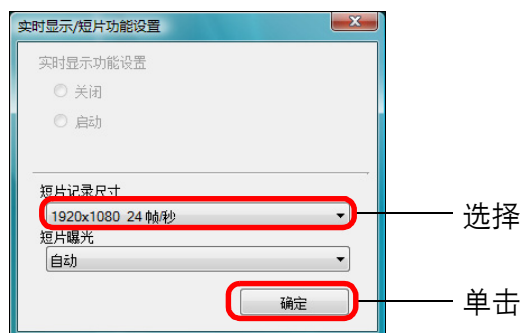 实时显示/短片功能设置
实时显示功能设置
关闭
启动
短片记录尺寸
1920x1080 24帧/秒
选择
短片曝光
自动
确定
单击